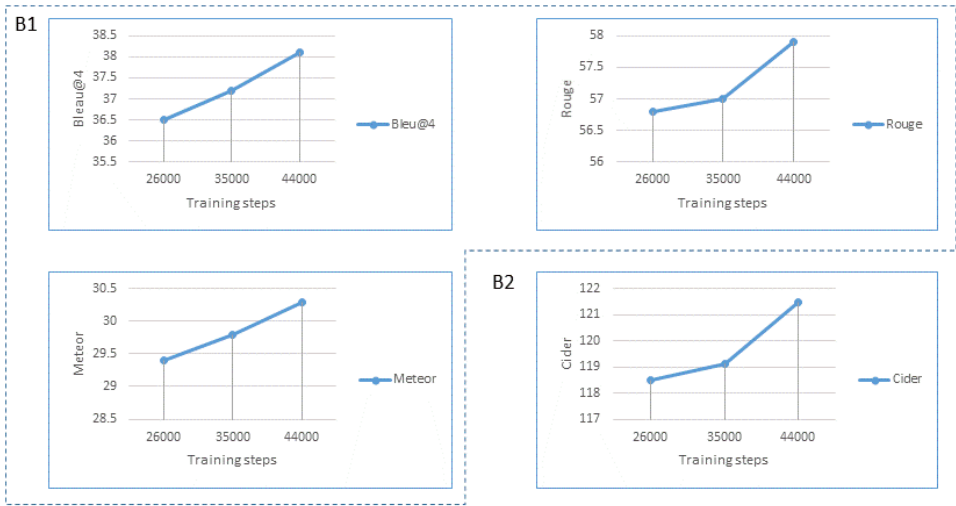 B1
38.5
38
37.5
37
36.5
36
35.5
Bleau@4
26000 35000 44000
Training steps
Bleu@4
58
57.5
57
56.5
56
Rouge
26000 35000 44000
Training steps
Rouge
30.5
30
29.5
29
28.5
Meteor
26000 35000 44000
Training steps
Meteor
B2
122
121
120
119
118
117
Cider
26000 35000 44000
Training steps
Cider